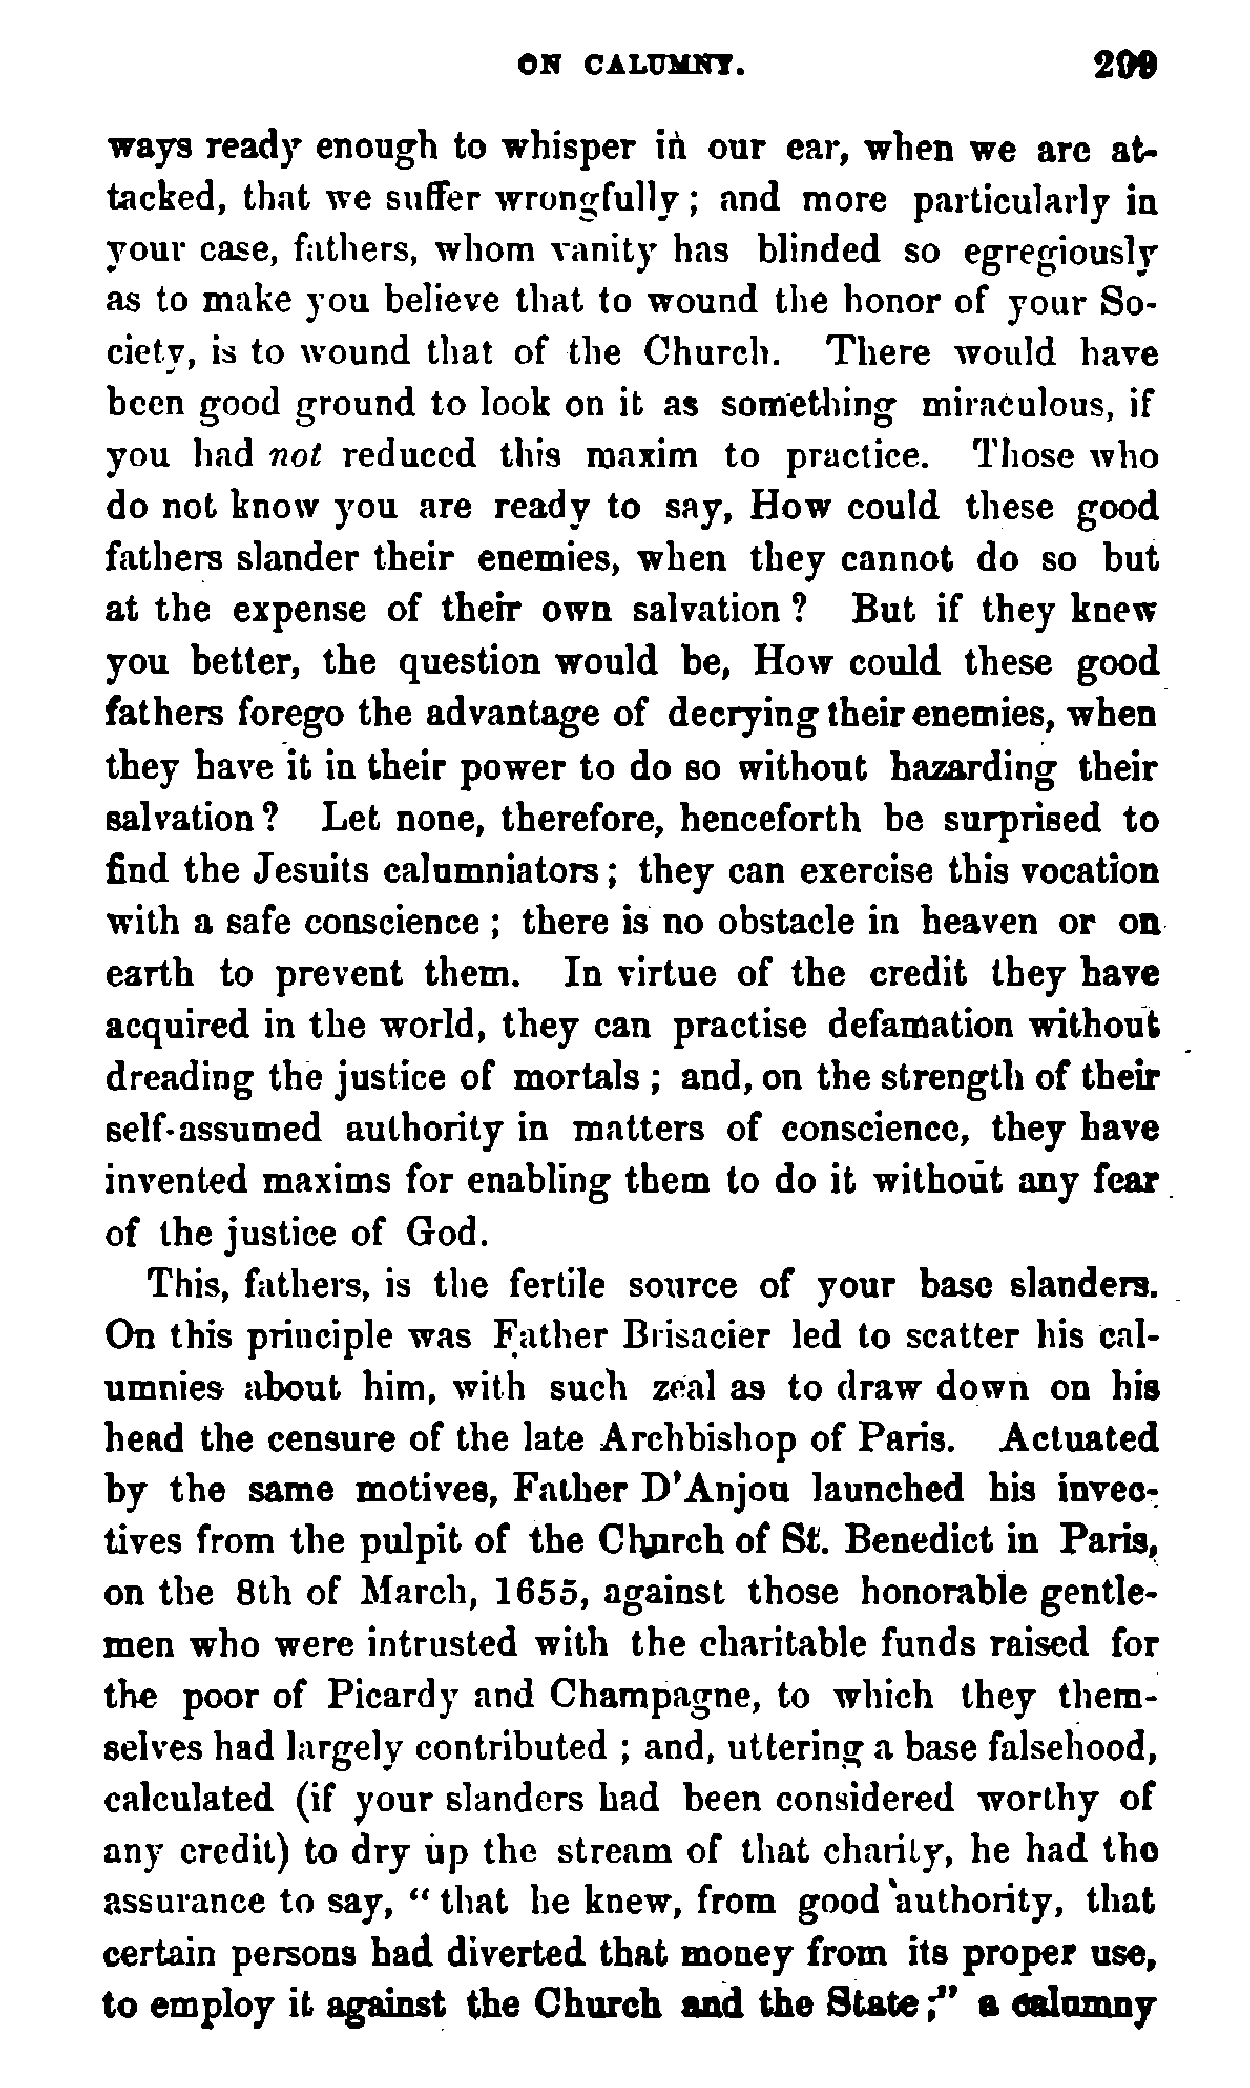 ON CALUMNY. 299
ways ready enough to whisper in our ear, when we are at-
tacked, that we suffer wrongfully ; and more particularly in
your case, fathers, whom vanity has blinded so egregiously
as to make you believe that to wound the honor of your So-
ciety, is to wound that of the Church. There would have
been good ground to look on it as something miraculous, if
you had not reduced this maxim to practice. Those who
do not know you are ready to say, How could these good
fathers slander their enemies, when they cannot do so but
at the expense of their own salvation ? But if they knew
you better, the question would be, How could these good
fathers forego the advantage of decrying their enemies, when
they have it in their power to do so without hazarding their
salvation ? Let none, therefore, henceforth be surprised to
find the Jesuits calumniators ; they can exercise this vocation
with a safe conscience ; there is no obstacle in heaven or on
earth to prevent them. In virtue of the credit they have
acquired in the world, they can practise defamation without
dreading the justice of mortals ; and, on the strength of their
self-assumed authority in matters of conscience, they have
invented maxims for enabling them to do it without any fear
of the justice of God.
This, fathers, is the fertile source of your base slanders.
On this principle was Father Brisacier led to scatter his cal-
umnies about him, with such zeal as to draw down on his
head the censure of the late Archbishop of Paris. Actuated
by the same motives, Father D'Anjou launched his invec-
tives from the pulpit of the Church of St. Benedict in Paris,
on the 8th of March, 1655, against those honorable gentle-
men who were intrusted with the charitable funds raised for
the poor of Picardy and Champagne, to which they them-
selves had largely contributed ; and, uttering a base falsehood,
calculated (if your slanders had been considered worthy of
any credit) to dry up the stream of that charity, he had the
assurance to say, " that he knew, from good authority, that
certain persons had diverted that money from its proper use,
to employ it against the Church and the State ;" a calumny